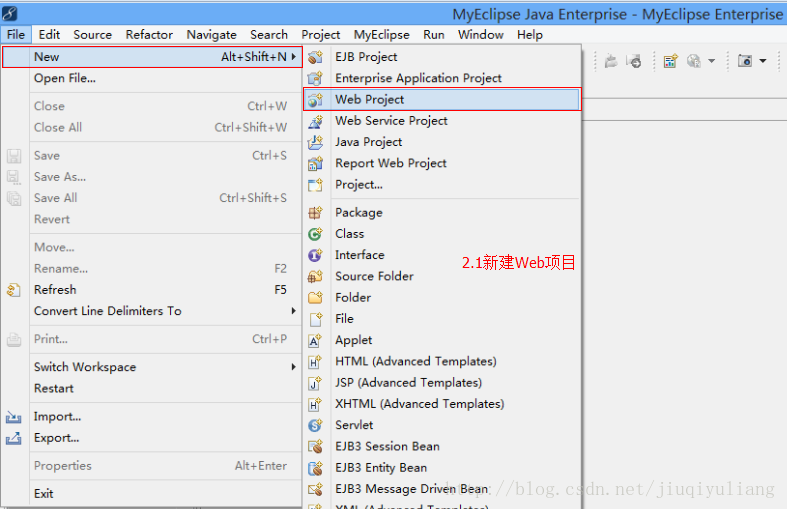 MyEclipse Java Enterprise - MyEclipse Enterprise
File Edit Source Refactor Navigate Search Project MyEclipse Run Window Help
New Alt+Shift+N
Open File...
Close Ctrl+W
Close All Ctrl+Shift+W
Save Ctrl+S
Save As...
Save All Ctrl+Shift+S
Revert
Move...
Rename... F2
Refresh F5
Convert Line Delimiters To
Print... Ctrl+P
Switch Workspace
Restart
Import...
Export...
Properties Alt+Enter
Exit
EJB Project
Enterprise Application Project
Web Project
Web Service Project
Java Project
Report Web Project
Project...
Package
Class
Interface
Source Folder
Folder
File
Applet
HTML (Advanced Templates)
JSP (Advanced Templates)
XHTML (Advanced Templates)
Servlet
EJB3 Session Bean
EJB3 Entity Bean
EJB3 Message Driven Bean
XML (Advanced Templates)
2.1新建Web项目
http://blog.csdn.net/jiuqiyuliang